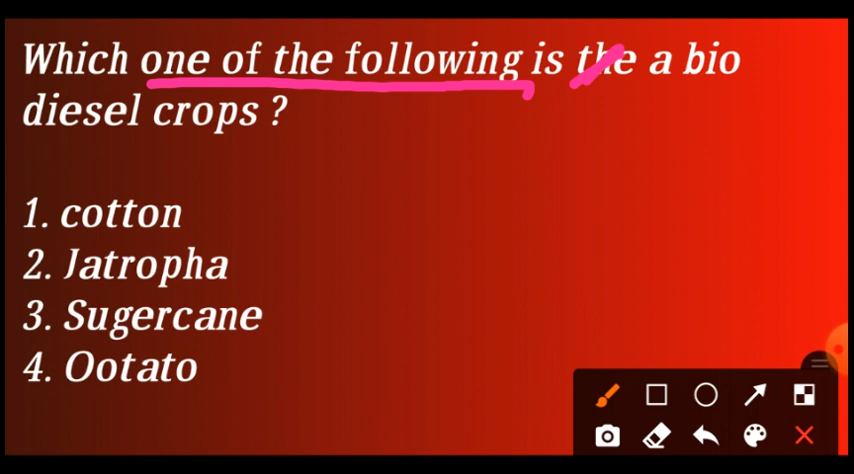 Which one of the following is the a bio
diesel crops ?
1. cotton
2. Jatropha
3. Sugercane
4. Ootato